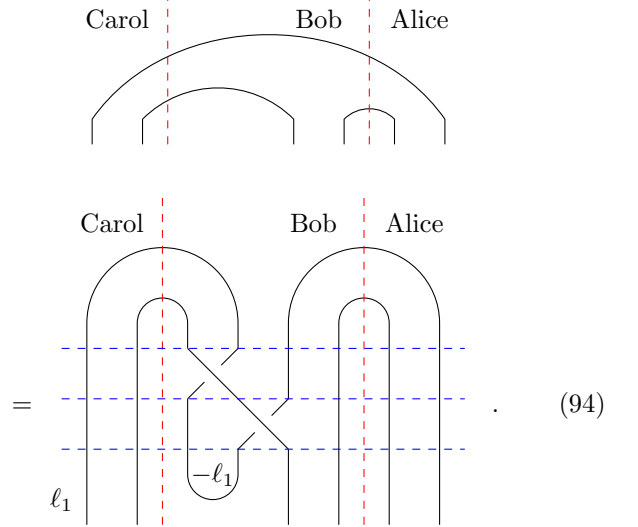 Carol Bob Alice
Carol Bob Alice
= . (94)
−ℓ₁
ℓ₁